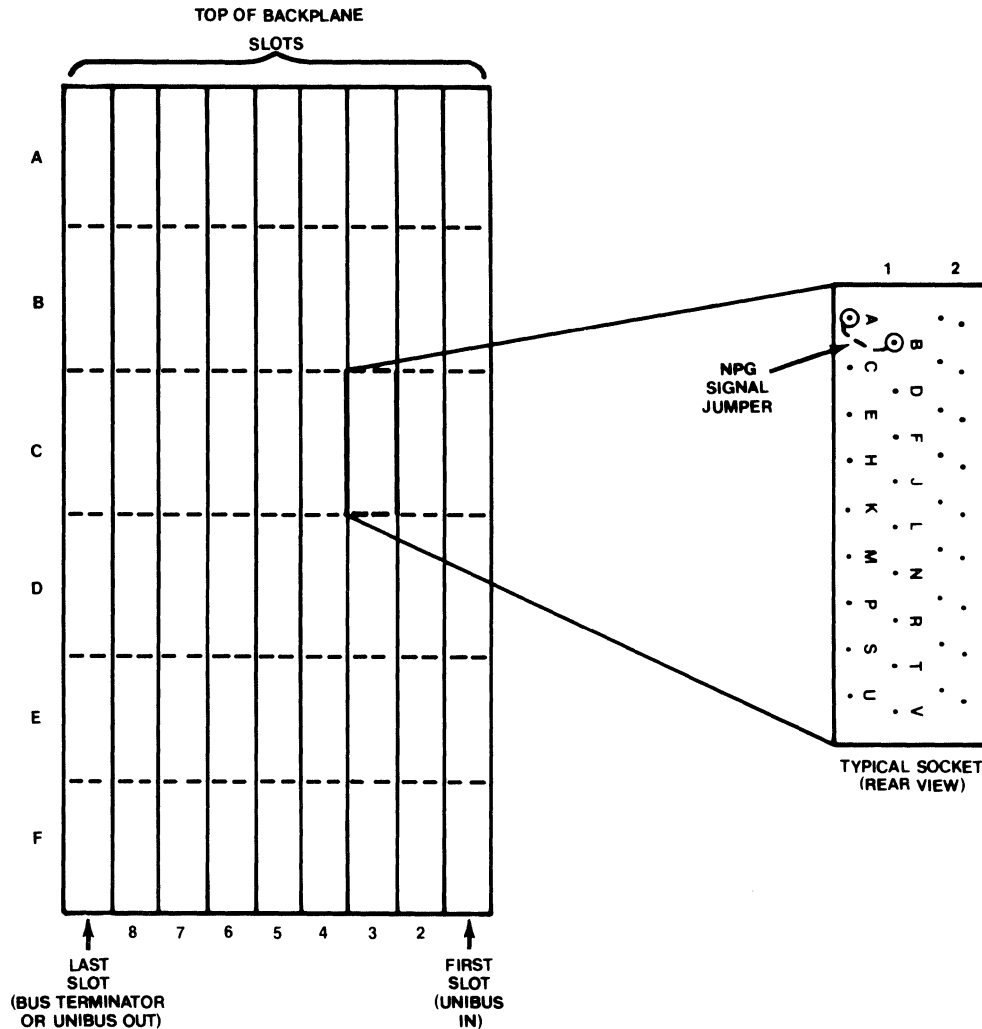 TOP OF BACKPLANE
SLOTS
A
B
C
D
E
F
8 7 6 5 4 3 2
LAST
SLOT
(BUS TERMINATOR
OR UNIBUS OUT)
FIRST
SLOT
(UNIBUS
IN)
1 2
A
B
C
D
E
F
H
J
K
L
M
N
P
R
S
T
U
V
NPG
SIGNAL
JUMPER
TYPICAL SOCKET
(REAR VIEW)